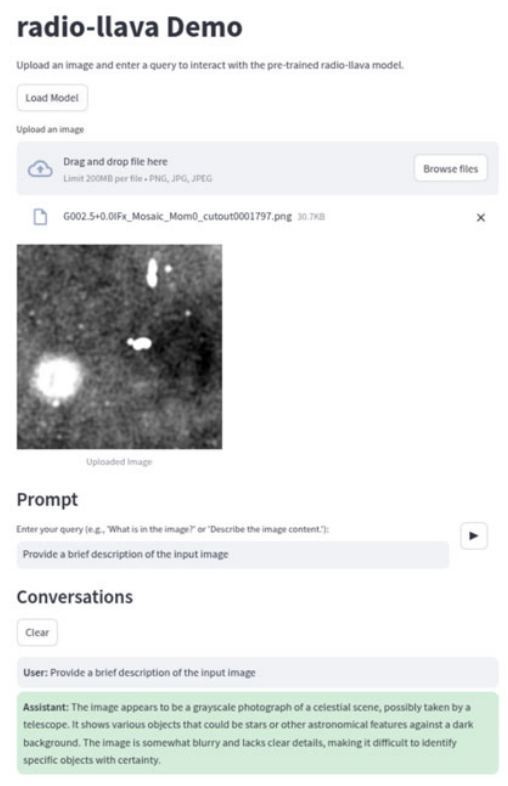 radio-llava Demo
Upload an image and enter a query to interact with the pre-trained radio-llava model.
Load Model
Upload an image
Drag and drop file here
Limit 200MB per file • PNG, JPG, JPEG
Browse files
G002.5+0.0IFx_Mosaic_Mom0_cutout0001797.png 30.7KB
Uploaded Image
Prompt
Enter your query (e.g., 'What is in the image?' or 'Describe the image content.'):
Provide a brief description of the input image
Conversations
Clear
User: Provide a brief description of the input image
Assistant: The image appears to be a grayscale photograph of a celestial scene, possibly taken by a
telescope. It shows various objects that could be stars or other astronomical features against a dark
background. The image is somewhat blurry and lacks clear details, making it difficult to identify
specific objects with certainty.